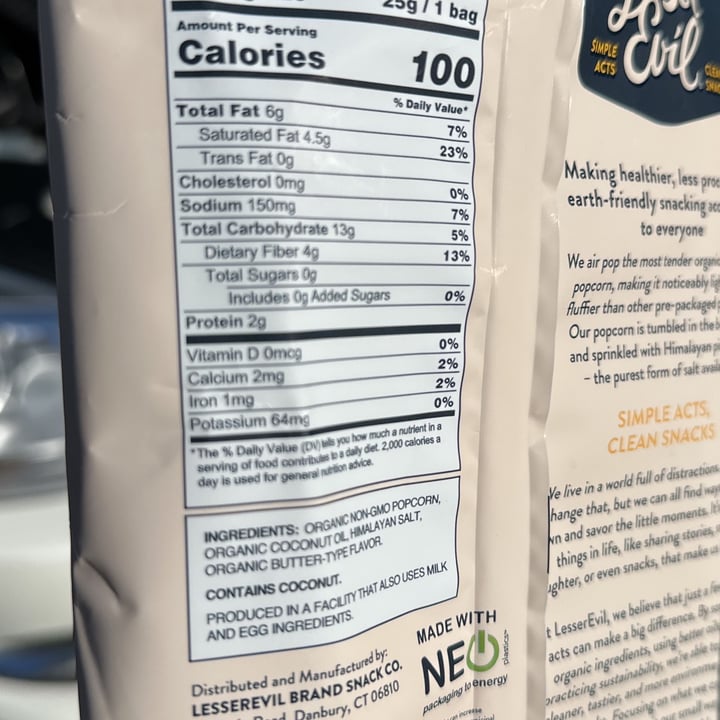 25g / 1 bag
Amount Per Serving
Calories 100
% Daily Value*
Total Fat 6g 7%
Saturated Fat 4.5g 23%
Trans Fat 0g
Cholesterol 0mg 0%
Sodium 150mg 7%
Total Carbohydrate 13g 5%
Dietary Fiber 4g 13%
Total Sugars 0g
Includes 0g Added Sugars 0%
Protein 2g
Vitamin D 0mcg 0%
Calcium 2mg 2%
Iron 1mg 2%
Potassium 64mg 0%
*The % Daily Value (DV) tells you how much a nutrient in a
serving of food contributes to a daily diet. 2,000 calories a
day is used for general nutrition advice.
INGREDIENTS: ORGANIC NON-GMO POPCORN,
ORGANIC COCONUT OIL, HIMALAYAN SALT,
ORGANIC BUTTER-TYPE FLAVOR.
CONTAINS COCONUT.
PRODUCED IN A FACILITY THAT ALSO USES MILK
AND EGG INGREDIENTS.
Distributed and Manufactured by:
LESSEREVIL BRAND SNACK CO.
Danbury, CT 06810
MADE WITH
NEO
plastics
packaging to energy
Evil
SIMPLE
ACTS
Making healthier, less
earth-friendly snacking
to everyone
We air pop the most tender
popcorn, making it noticeably
fluffier than other pre-packaged
Our popcorn is tumbled in the
and sprinkled with Himalayan
– the purest form of salt
SIMPLE ACTS,
CLEAN SNACKS
We live in a world full of
that, but we can all find
and savor the little moments.
things in life, like sharing stories,
or even snacks, that make
LesserEvil, we believe that just a
acts can make a big difference. By
organic ingredients, using better
practicing sustainability, we're able
cleaner, tastier, and more
Focusing on what we